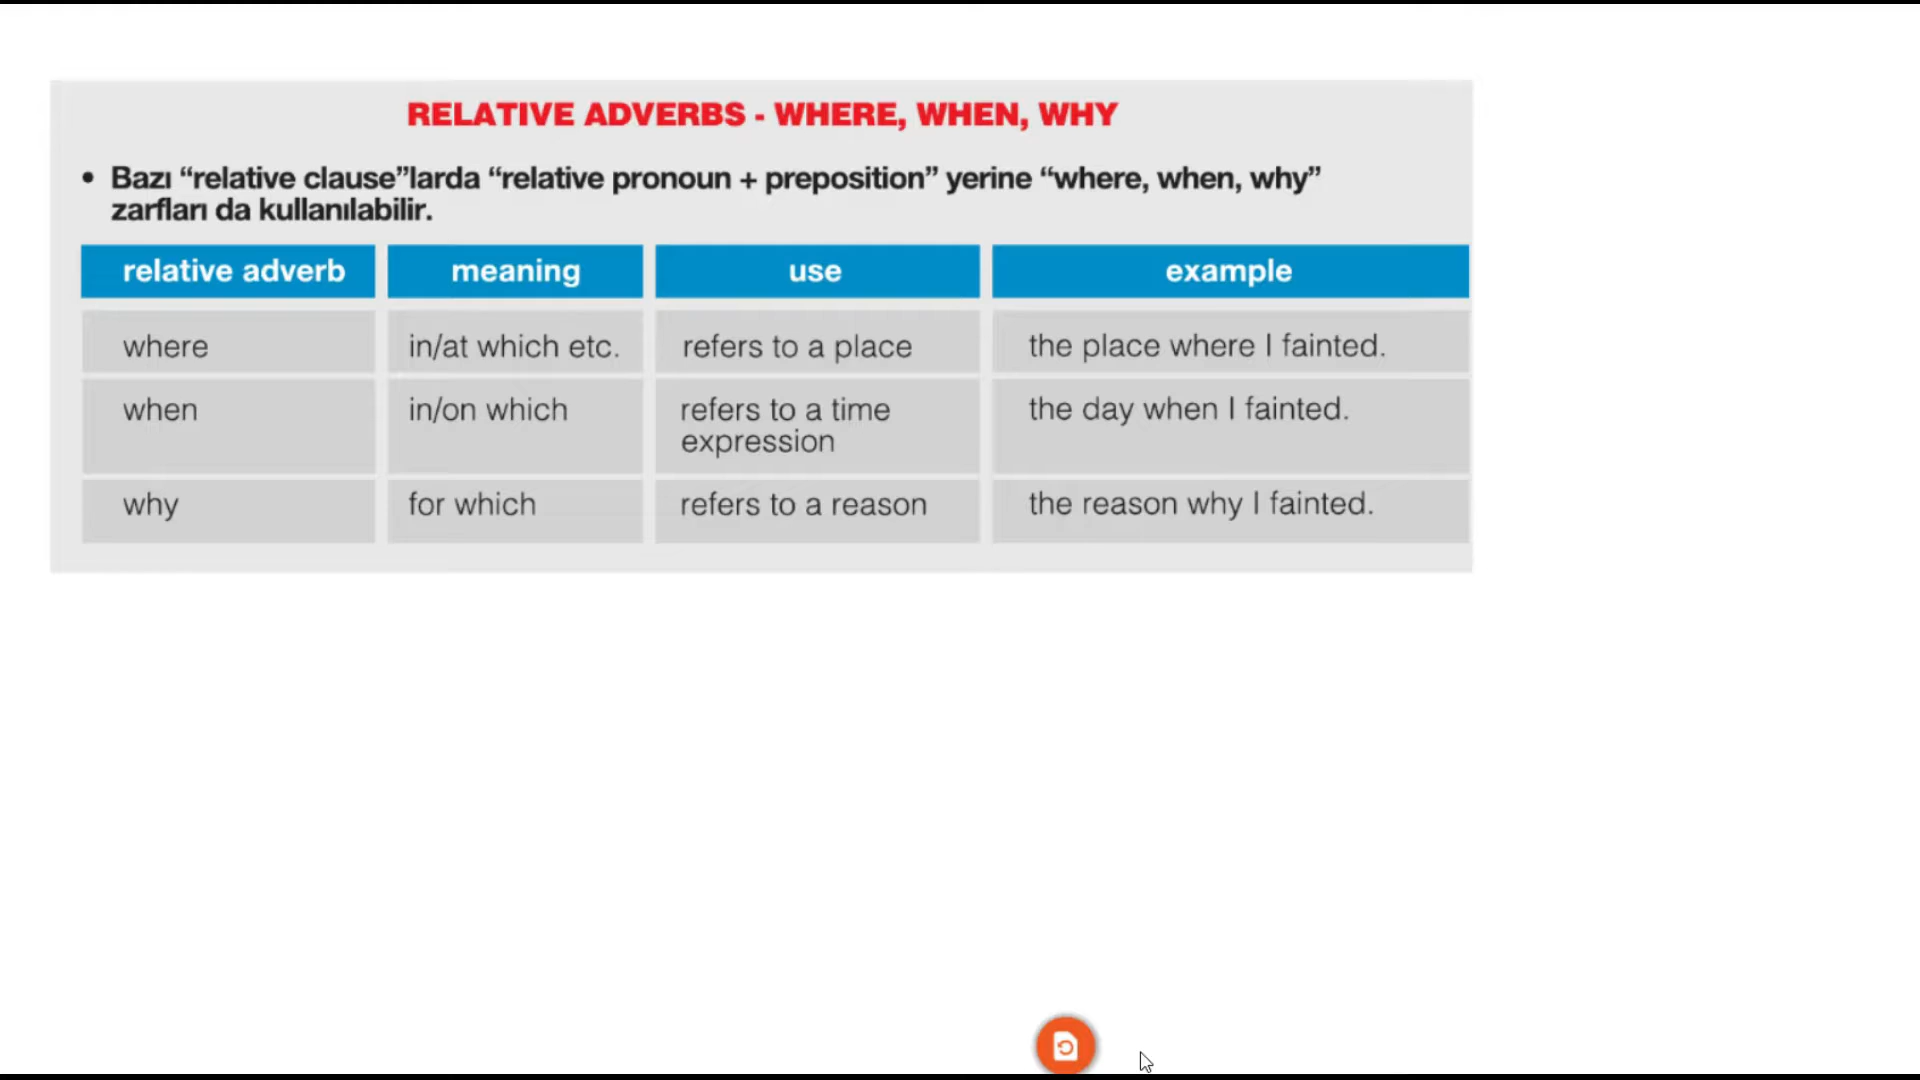 RELATIVE ADVERBS - WHERE, WHEN, WHY
• Bazı “relative clause”larda “relative pronoun + preposition” yerine “where, when, why”
zarfları da kullanılabilir.
relative adverb meaning use example
where in/at which etc. refers to a place the place where I fainted.
when in/on which refers to a time the day when I fainted.
expression
why for which refers to a reason the reason why I fainted.